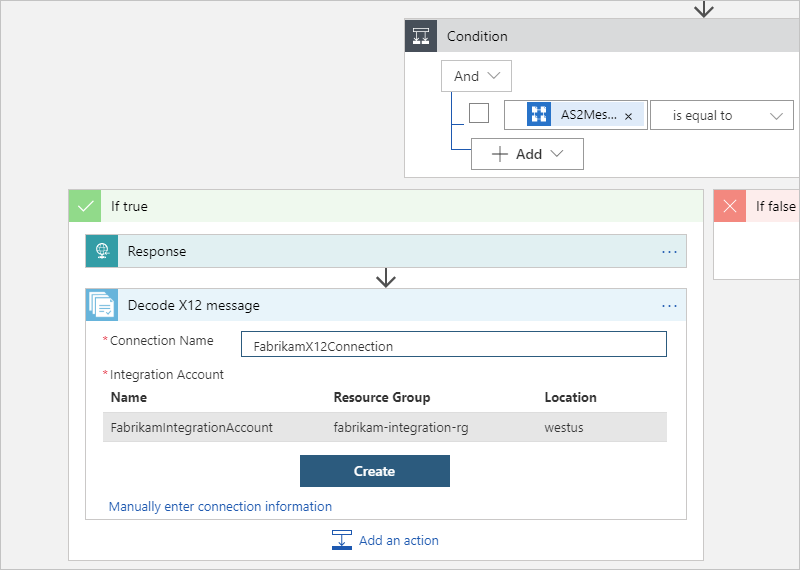 Condition
And
AS2Mes... × is equal to
Add
If true
If false
Response
Decode X12 message
* Connection Name FabrikamX12Connection
* Integration Account
Name Resource Group Location
FabrikamIntegrationAccount fabrikam-integration-rg westus
Create
Manually enter connection information
Add an action